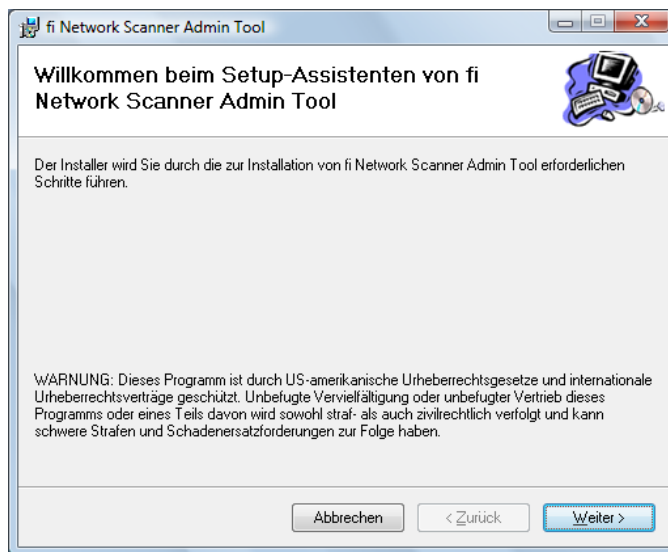 fi Network Scanner Admin Tool
Willkommen beim Setup-Assistenten von fi
Network Scanner Admin Tool
Der Installer wird Sie durch die zur Installation von fi Network Scanner Admin Tool erforderlichen
Schritte führen.
WARNUNG: Dieses Programm ist durch US-amerikanische Urheberrechtsgesetze und internationale
Urheberrechtsverträge geschützt. Unbefugte Vervielfältigung oder unbefugter Vertrieb dieses
Programms oder eines Teils davon wird sowohl straf- als auch zivilrechtlich verfolgt und kann
schwere Strafen und Schadenersatzforderungen zur Folge haben.
Abbrechen < Zurück Weiter >